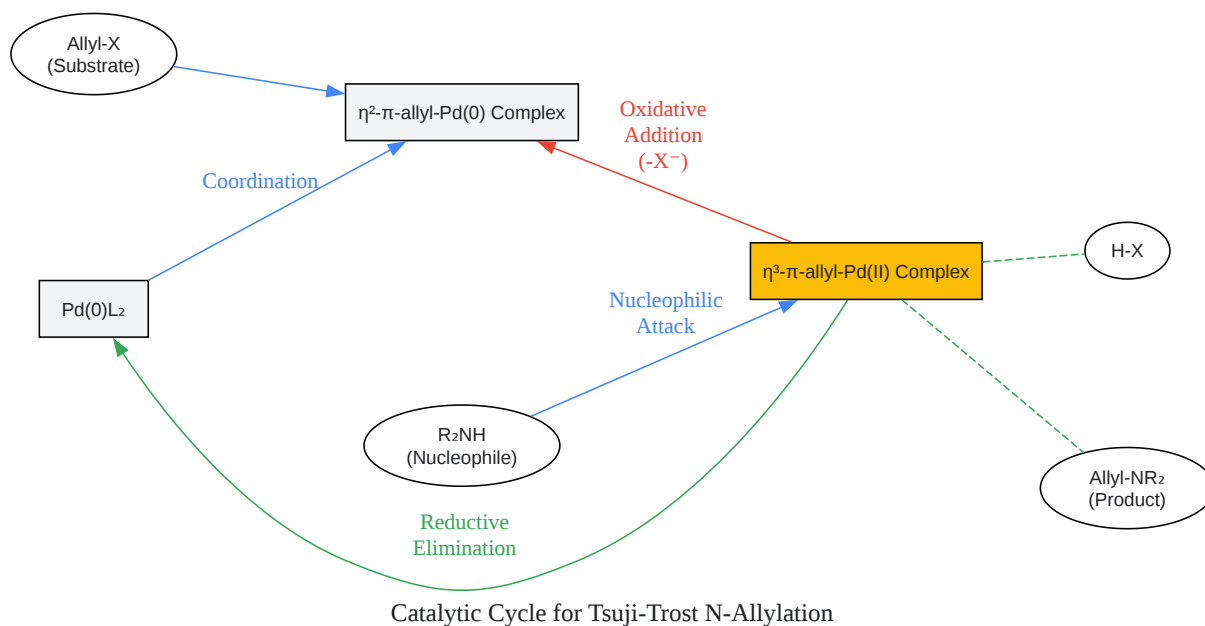 Allyl-X
(Substrate)
η²-π-allyl-Pd(0) Complex
Oxidative
Addition
(-X⁻)
Coordination
H-X
η³-π-allyl-Pd(II) Complex
Pd(0)L₂
Nucleophilic
Attack
R₂NH
(Nucleophile)
Allyl-NR₂
(Product)
Reductive
Elimination
Catalytic Cycle for Tsuji-Trost N-Allylation